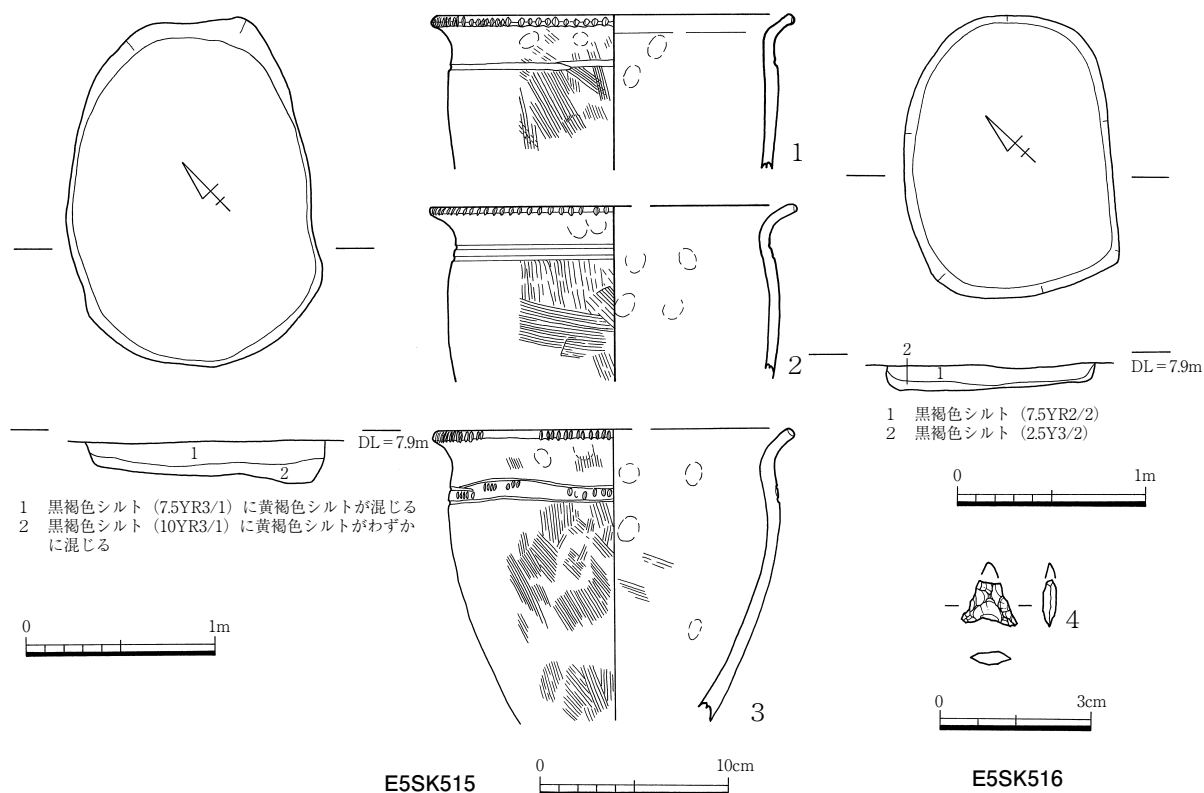 1
2
3
DL=7.9m
1
2
1 黒褐色シルト（7.5YR3/1）に黄褐色シルトが混じる
2 黒褐色シルト（10YR3/1）に黄褐色シルトがわずか
に混じる
0 1m
E5SK515
0 10cm
2
1
DL=7.9m
1 黒褐色シルト（7.5YR2/2）
2 黒褐色シルト（2.5Y3/2）
0 1m
4
0 3cm
E5SK516